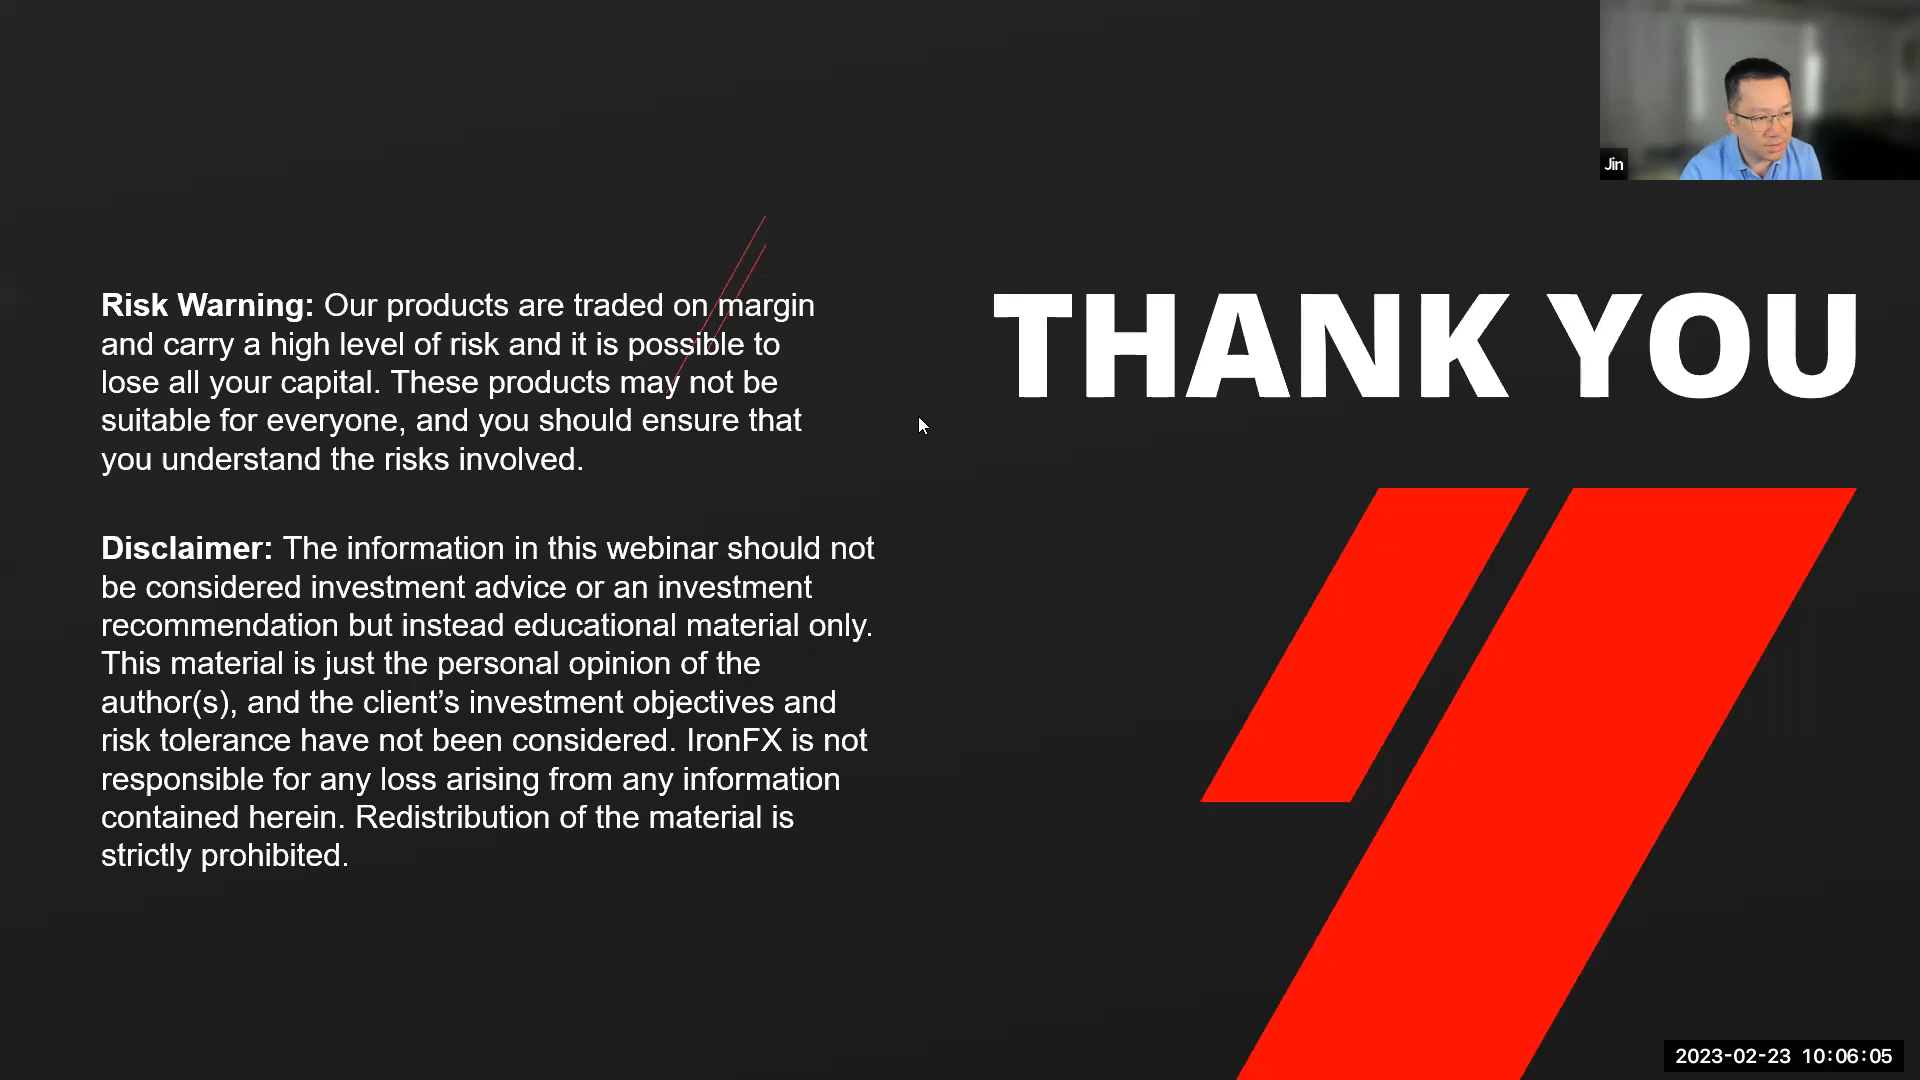 Jin
Risk Warning: Our products are traded on margin
and carry a high level of risk and it is possible to
lose all your capital. These products may not be
suitable for everyone, and you should ensure that
you understand the risks involved.
Disclaimer: The information in this webinar should not
be considered investment advice or an investment
recommendation but instead educational material only.
This material is just the personal opinion of the
author(s), and the client’s investment objectives and
risk tolerance have not been considered. IronFX is not
responsible for any loss arising from any information
contained herein. Redistribution of the material is
strictly prohibited.
THANK YOU
2023-02-23 10:06:05